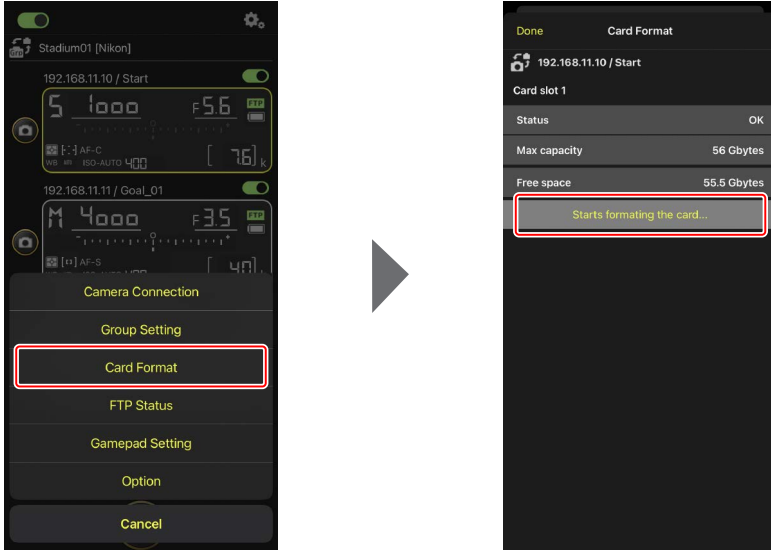 Stadium01 [Nikon]
Grp
192.168.11.10 / Start
S 1000 F5.6 FTP
AF-C
WB ISO-AUTO 400 [ 7.6] k
192.168.11.11 / Goal_01
M 4000 F3.5 FTP
AF-S
Camera Connection
Group Setting
Card Format
FTP Status
Gamepad Setting
Option
Cancel
Done Card Format
192.168.11.10 / Start
Card slot 1
Status OK
Max capacity 56 Gbytes
Free space 55.5 Gbytes
Starts formating the card...